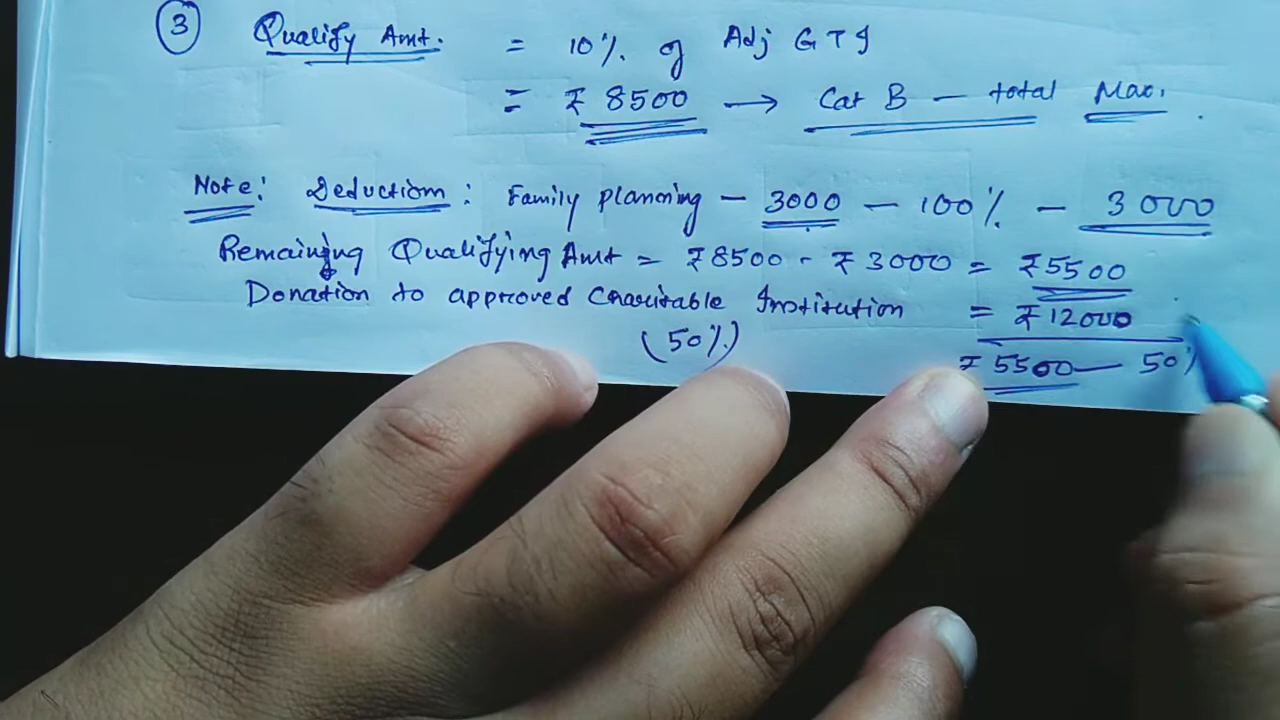 3 Qualify Amt. = 10% of Adj GTI
= ₹ 8500 → Cat B - total Max.
Note: Deduction: Family planning - 3000 - 100% - 3000
Remaining Qualifying Amt = ₹8500 - ₹3000 = ₹5500
Donation to approved Charitable Institution = ₹12000
(50%)
₹5500 - 50%